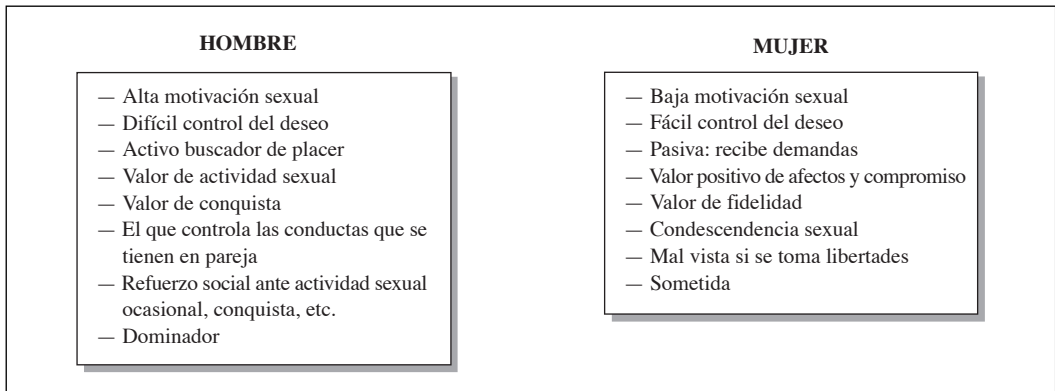 HOMBRE
— Alta motivación sexual
— Difícil control del deseo
— Activo buscador de placer
— Valor de actividad sexual
— Valor de conquista
— El que controla las conductas que se
tienen en pareja
— Refuerzo social ante actividad sexual
ocasional, conquista, etc.
— Dominador
MUJER
— Baja motivación sexual
— Fácil control del deseo
— Pasiva: recibe demandas
— Valor positivo de afectos y compromiso
— Valor de fidelidad
— Condescendencia sexual
— Mal vista si se toma libertades
— Sometida